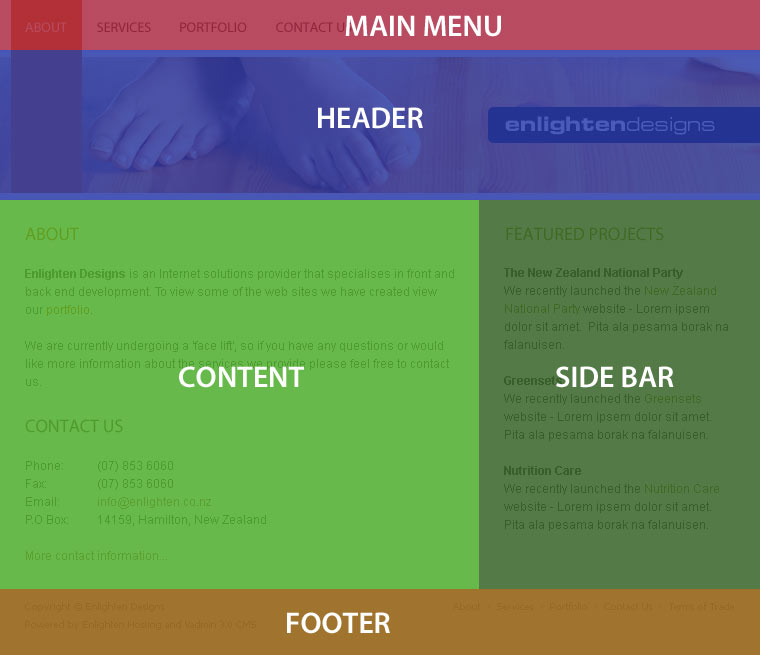 ABOUT SERVICES PORTFOLIO CONTACT U
MAIN MENU
HEADER
enlightendesigns
ABOUT
Enlighten Designs is an Internet solutions provider that specialises in front and
back end development. To view some of the web sites we have created view
our portfolio.
We are currently undergoing a 'face lift', so if you have any questions or would
like more information about the services we provide please feel free to contact
us.
CONTENT
CONTACT US
Phone: (07) 853 6060
Fax: (07) 853 6060
Email: info@enlighten.co.nz
P.O Box: 14159, Hamilton, New Zealand
More contact information...
FEATURED PROJECTS
The New Zealand National Party
We recently launched the New Zealand
National Party website - Lorem ipsem
dolor sit amet. Pita ala pesama borak na
falanuisen.
SIDE BAR
Greensets
We recently launched the Greensets
website - Lorem ipsem dolor sit amet.
Pita ala pesama borak na falanuisen.
Nutrition Care
We recently launched the Nutrition Care
website - Lorem ipsem dolor sit amet.
Pita ala pesama borak na falanuisen.
Copyright © Enlighten Designs
Powered by Enlighten Hosting and Vadmin 3.0 CMS
FOOTER
About - Services - Portfolio - Contact Us - Terms of Trade